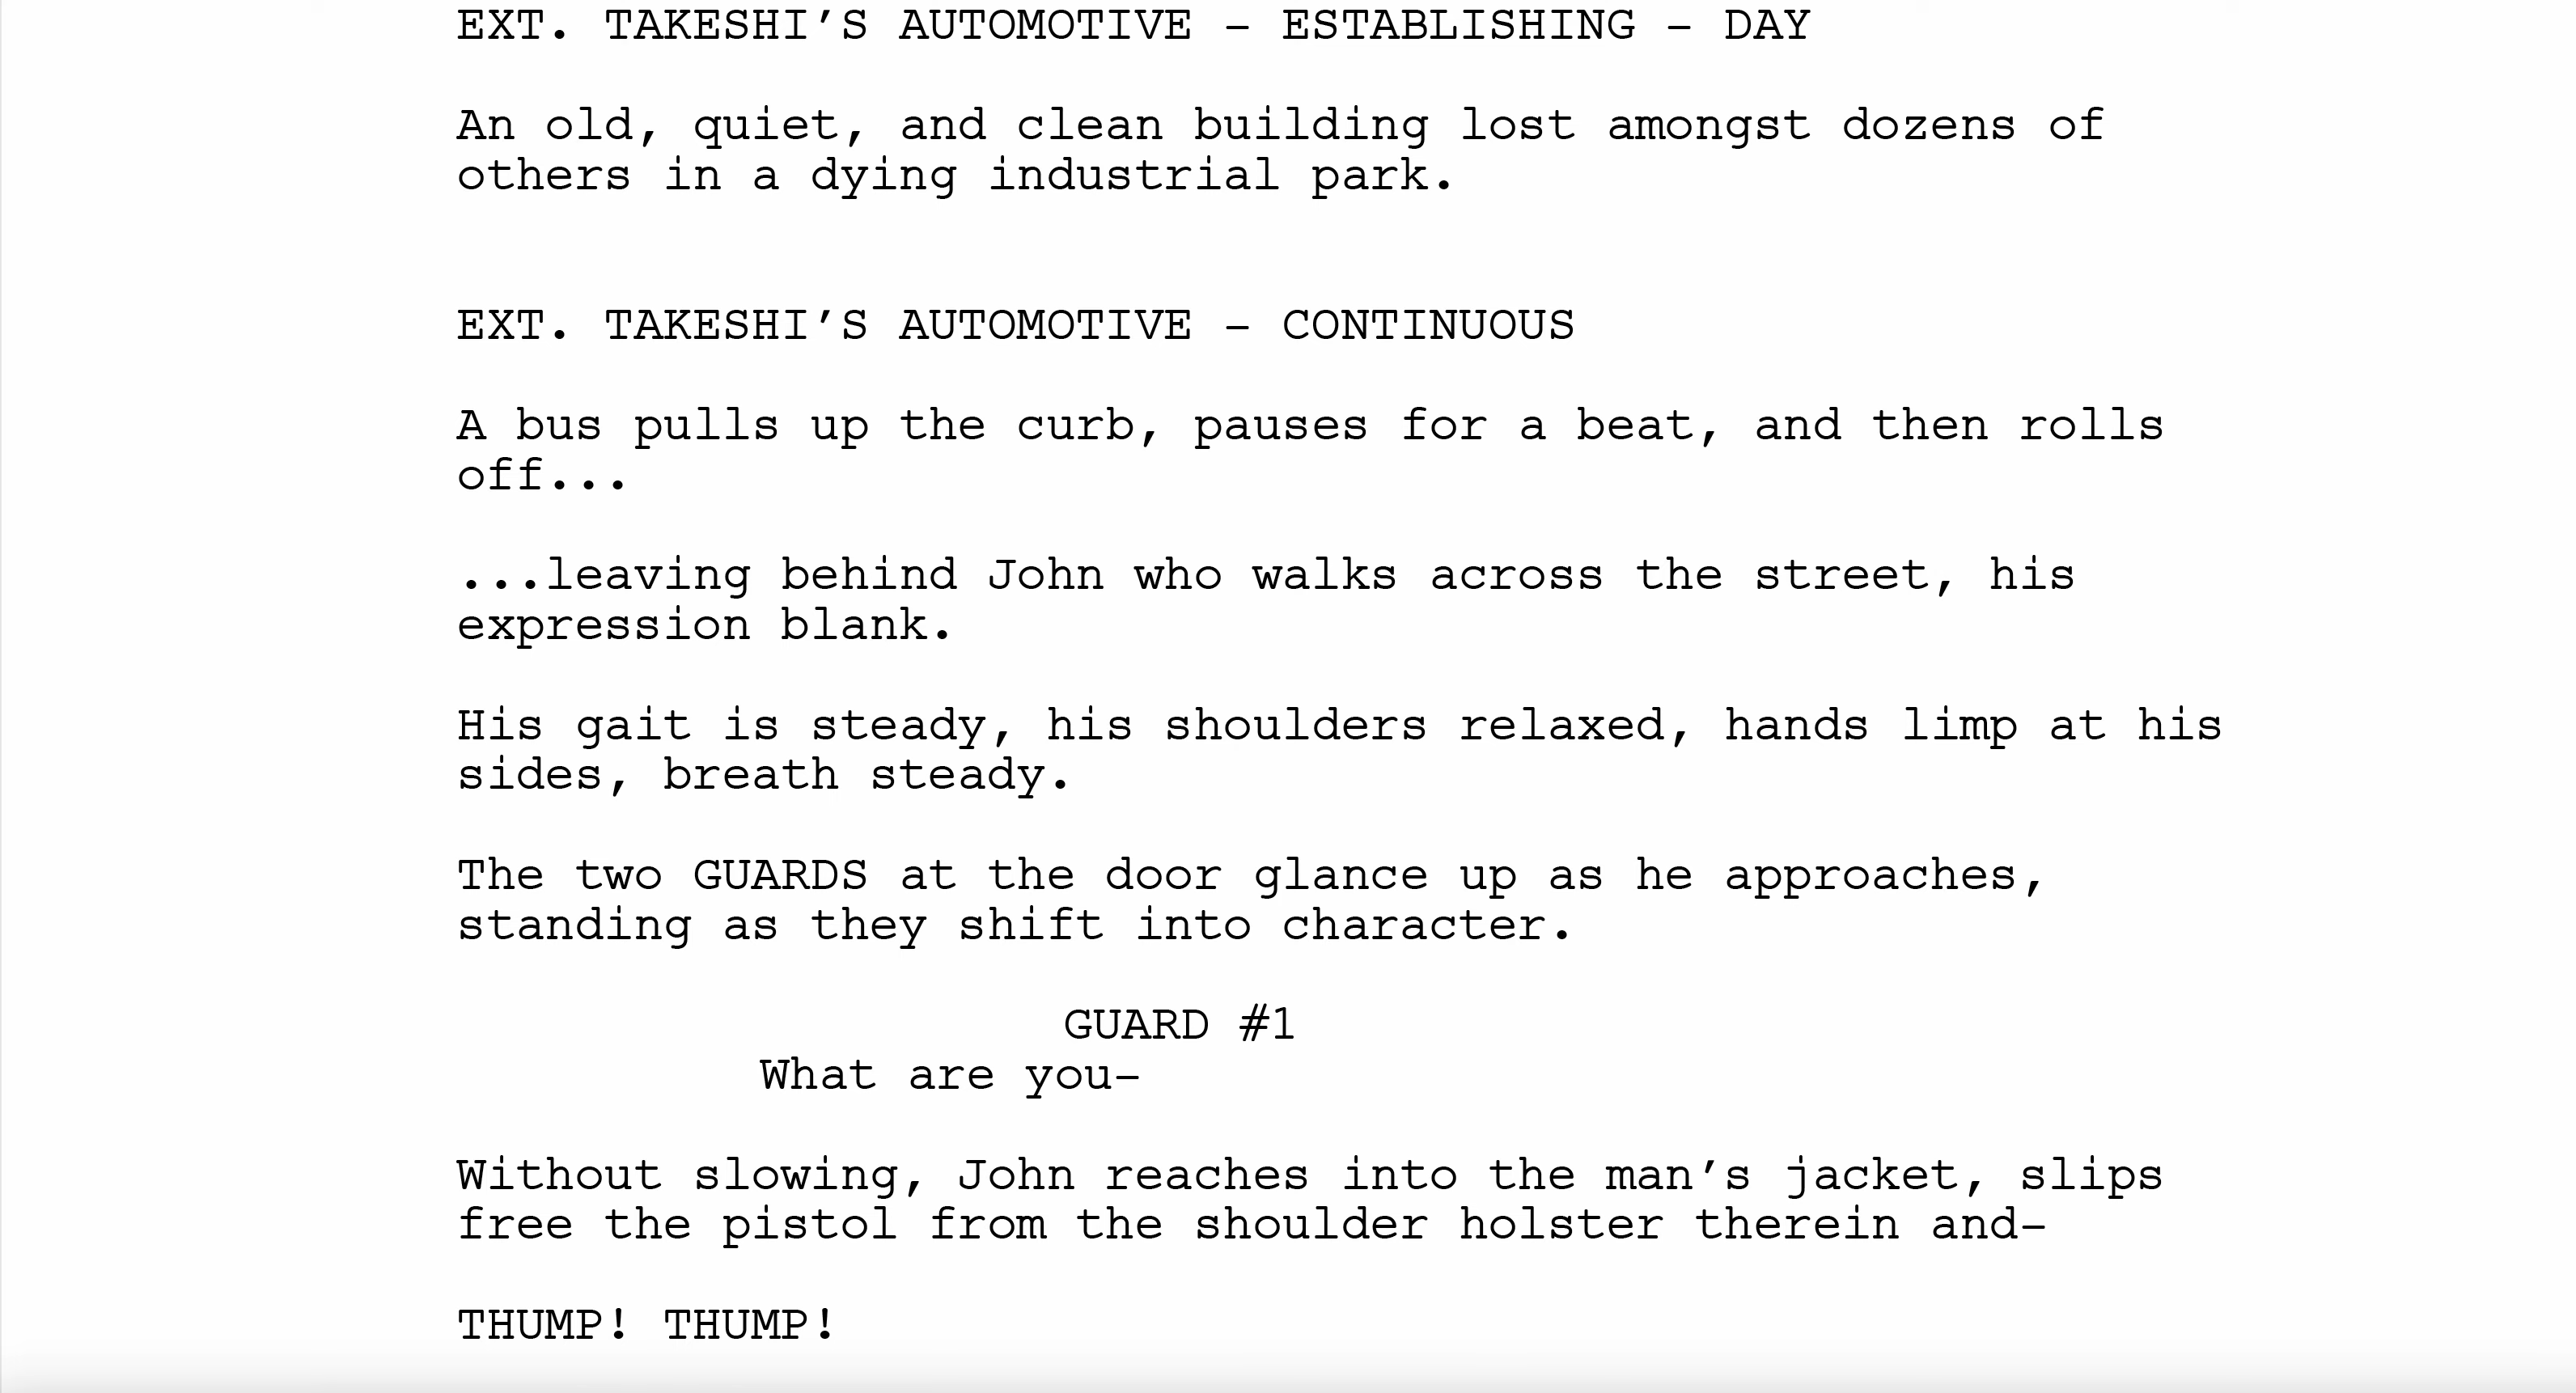 EXT. TAKESHI’S AUTOMOTIVE - ESTABLISHING - DAY
An old, quiet, and clean building lost amongst dozens of
others in a dying industrial park.
EXT. TAKESHI’S AUTOMOTIVE - CONTINUOUS
A bus pulls up the curb, pauses for a beat, and then rolls
off...
...leaving behind John who walks across the street, his
expression blank.
His gait is steady, his shoulders relaxed, hands limp at his
sides, breath steady.
The two GUARDS at the door glance up as he approaches,
standing as they shift into character.
GUARD #1
What are you-
Without slowing, John reaches into the man’s jacket, slips
free the pistol from the shoulder holster therein and-
THUMP! THUMP!